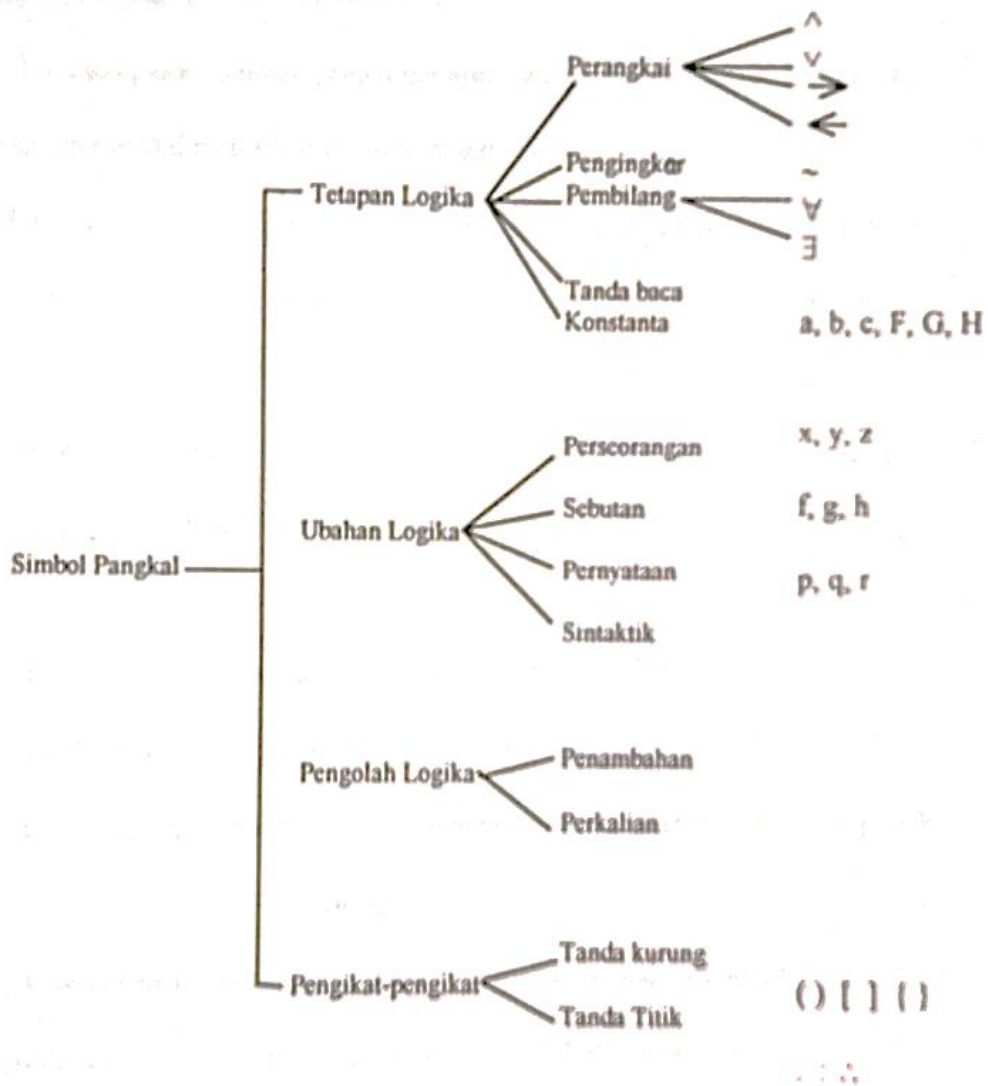 ^
Perangkai
v
→
←
Pengingkar
~
Tetapan Logika
Pembilang
∀
∃
Tanda baca
Konstanta
a, b, c, F, G, H
Perseorangan
x, y, z
Sebutan
f, g, h
Ubahan Logika
Simbol Pangkal
Pernyataan
p, q, r
Sintaktik
Penambahan
Pengolah Logika
Perkalian
Tanda kurung
Pengikat-pengikat
( ) [ ] { }
Tanda Titik
. : ∴